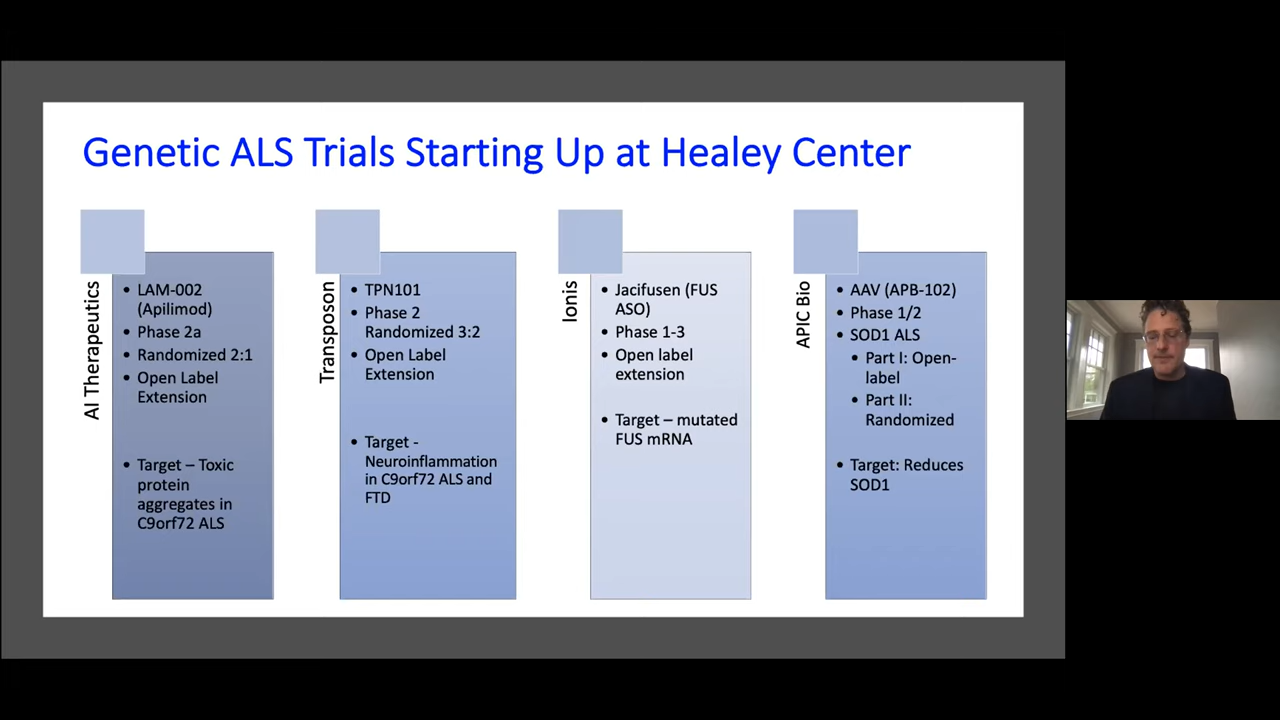 Genetic ALS Trials Starting Up at Healey Center
AI Therapeutics
• LAM-002
(Apilimod)
• Phase 2a
• Randomized 2:1
• Open Label
Extension
• Target – Toxic
protein
aggregates in
C9orf72 ALS
Transposon
• TPN101
• Phase 2
Randomized 3:2
• Open Label
Extension
• Target -
Neuroinflammation
in C9orf72 ALS and
FTD
Ionis
• Jacifusen (FUS
ASO)
• Phase 1-3
• Open label
extension
• Target – mutated
FUS mRNA
APIC Bio
• AAV (APB-102)
• Phase 1/2
• SOD1 ALS
• Part I: Open-
label
• Part II:
Randomized
• Target: Reduces
SOD1